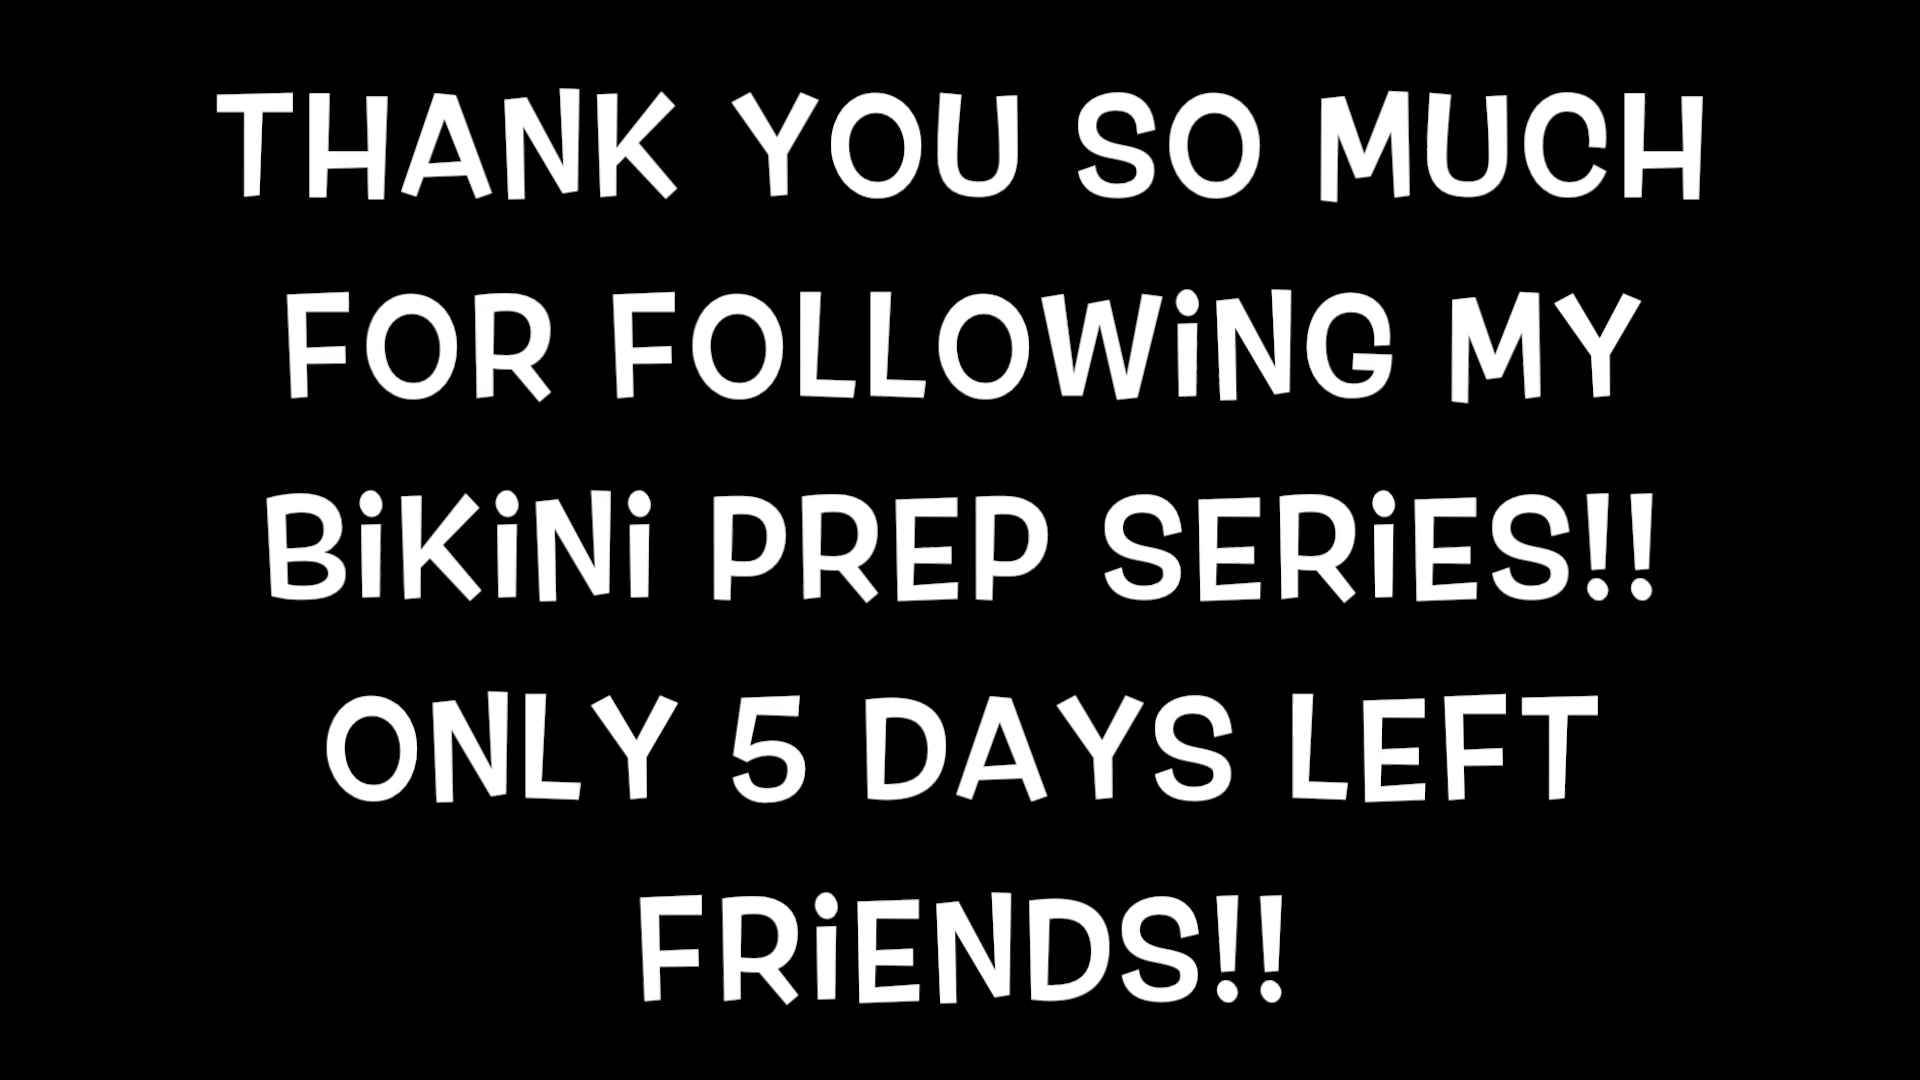 THANK YOU SO MUCH
FOR FOLLOWiNG MY
BiKiNi PREP SERiES!!
ONLY 5 DAYS LEFT
FRiENDS!!